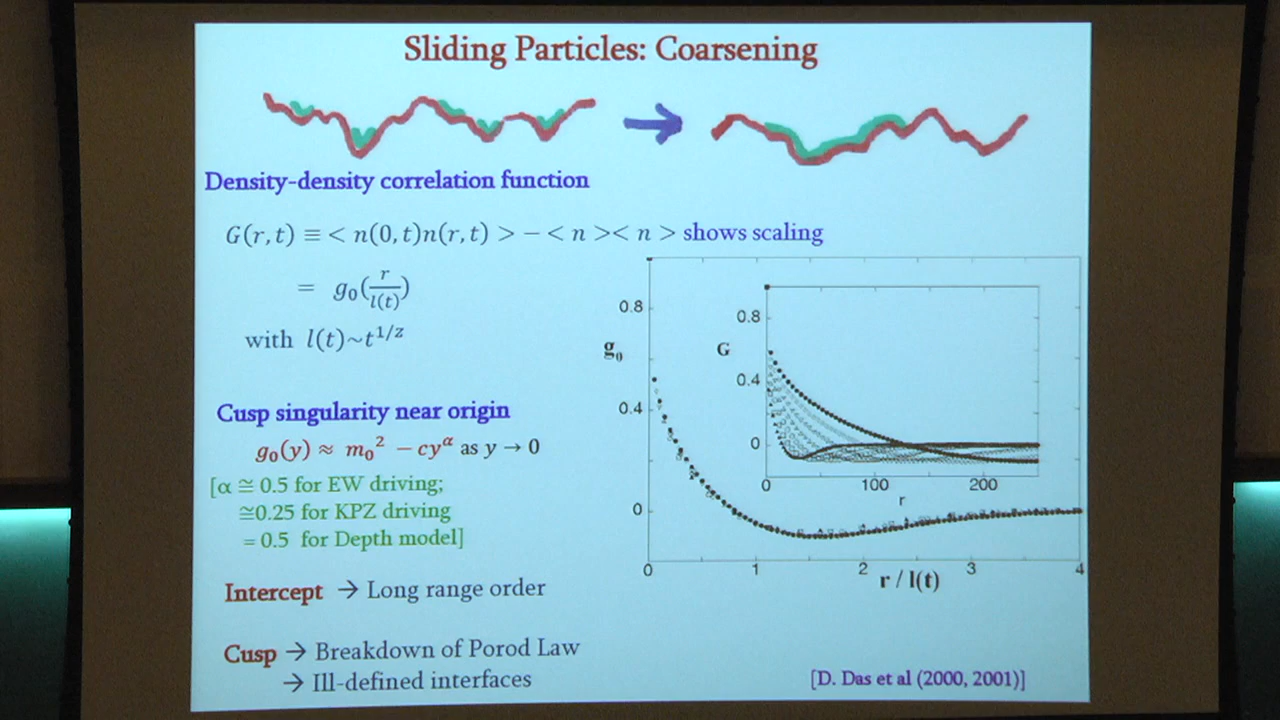 Sliding Particles: Coarsening
Density-density correlation function
G(r,t) ≡ < n(0,t)n(r,t) > − < n >< n > shows scaling
= g₀(r/l(t))
with l(t)~t^{1/z}
Cusp singularity near origin
g₀(y) ≈ m₀² − cy^α as y → 0
[α ≅ 0.5 for EW driving;
≅0.25 for KPZ driving
= 0.5 for Depth model]
Intercept → Long range order
Cusp → Breakdown of Porod Law
→ Ill-defined interfaces
0.8
g₀
0.4
0
0 1 2 3 4
r / l(t)
0.8
G
0.4
0
0 100 200
r
[D. Das et al (2000, 2001)]